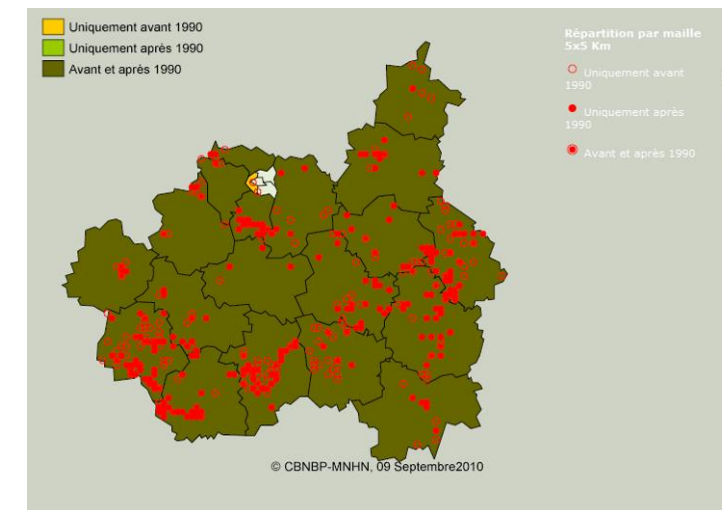 Uniquement avant 1990
Uniquement après 1990
Avant et après 1990
Répartition par maille
5x5 Km
Uniquement avant
1990
Uniquement après
1990
Avant et après 1990
© CBNBP-MNHN, 09 Septembre2010